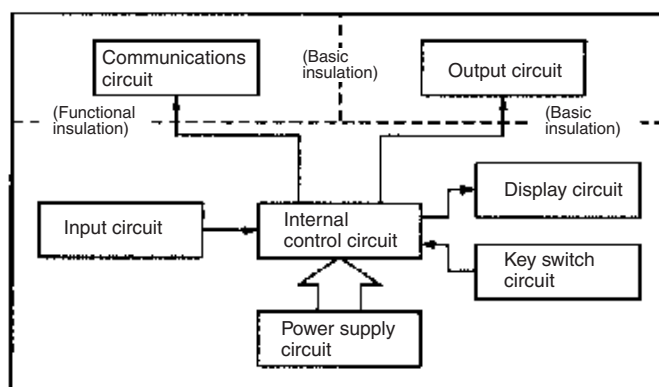 Communications
circuit
(Basic
insulation)
Output circuit
(Functional
insulation)
(Basic
insulation)
Input circuit
Internal
control circuit
Display circuit
Key switch
circuit
Power supply
circuit